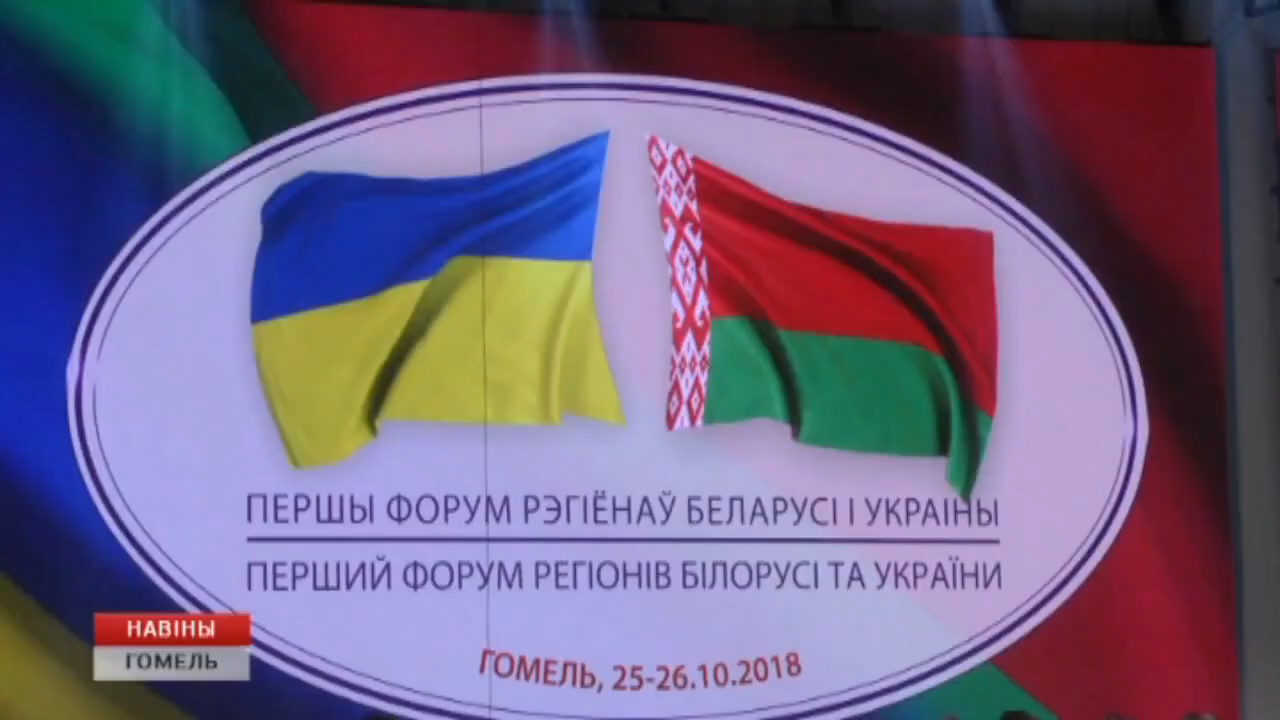 ПЕРШЫ ФОРУМ РЭГІЁНАЎ БЕЛАРУСІ І УКРАІНЫ
ПЕРШИЙ ФОРУМ РЕГІОНІВ БІЛОРУСІ ТА УКРАЇНИ
ГОМЕЛЬ, 25-26.10.2018
НАВІНЫ
ГОМЕЛЬ